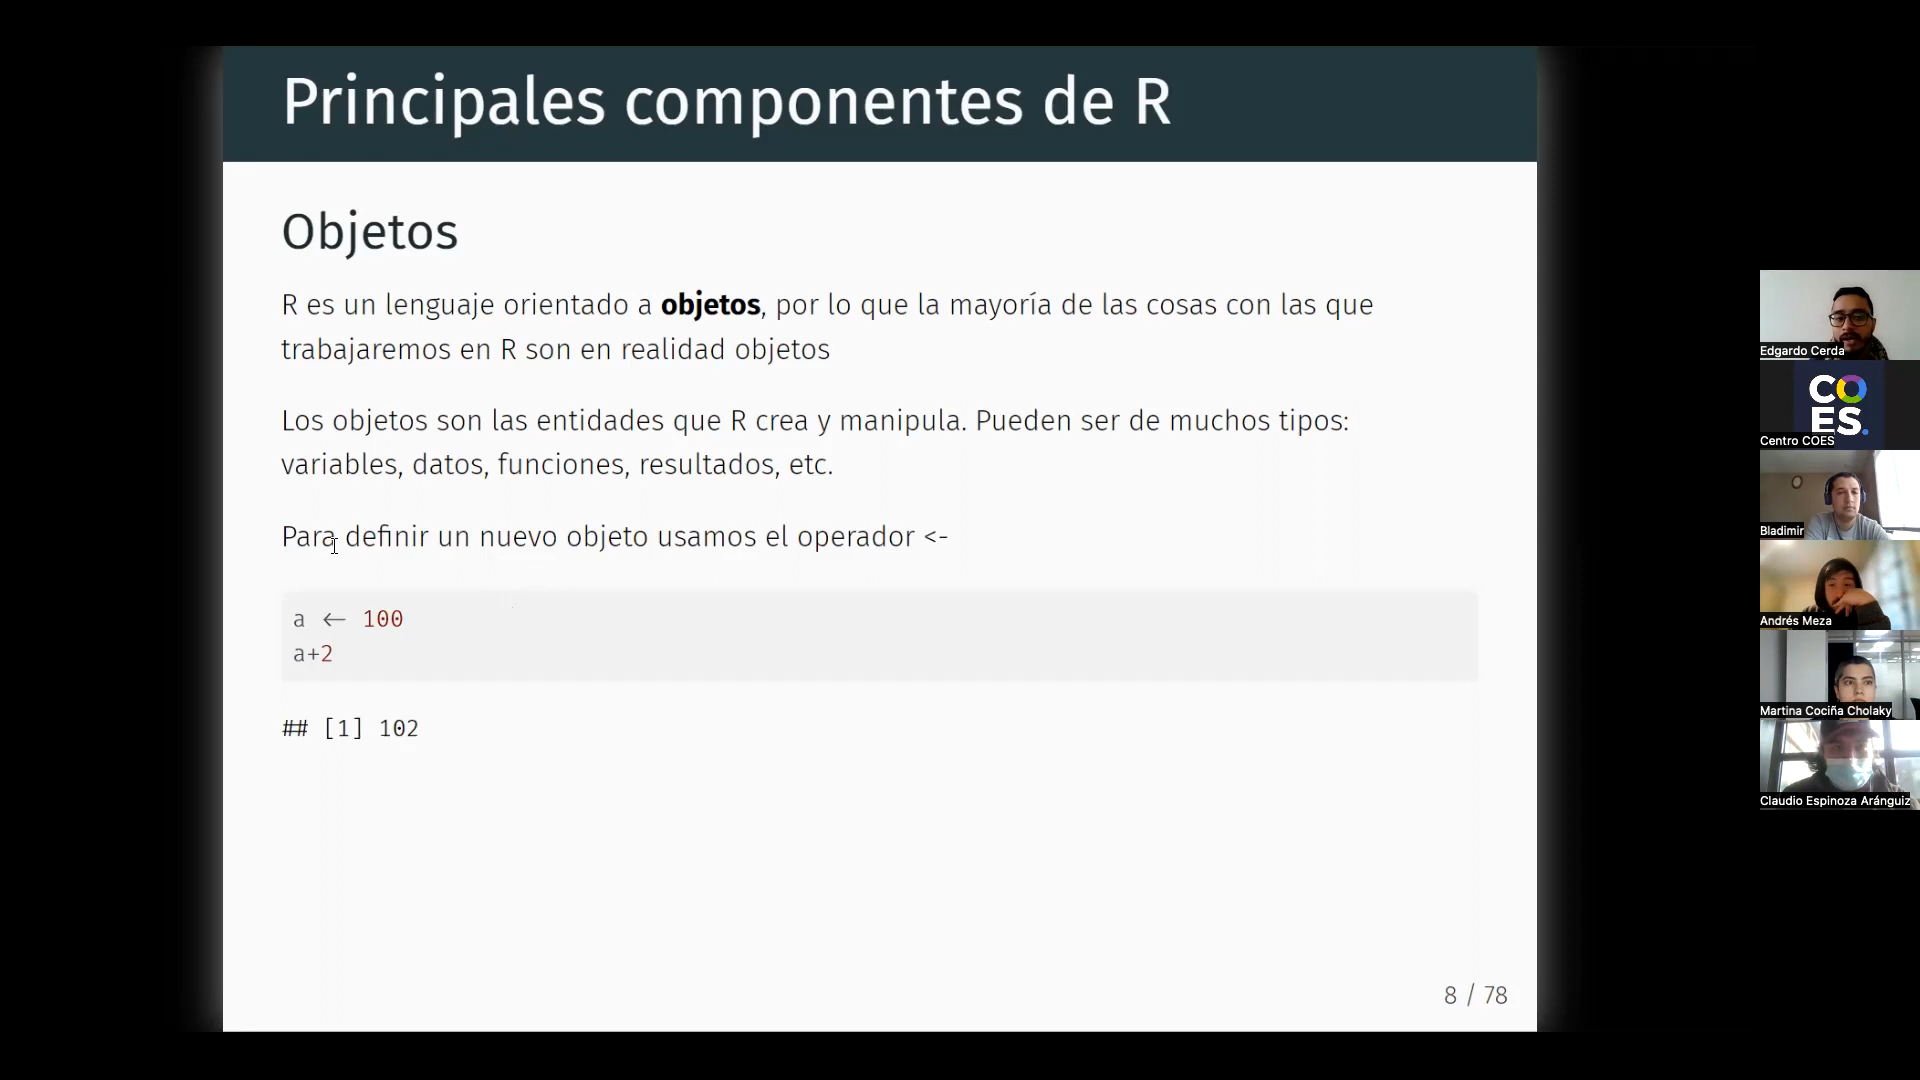 Principales componentes de R
Objetos
R es un lenguaje orientado a objetos, por lo que la mayoría de las cosas con las que
trabajaremos en R son en realidad objetos
Los objetos son las entidades que R crea y manipula. Pueden ser de muchos tipos:
variables, datos, funciones, resultados, etc.
Para definir un nuevo objeto usamos el operador <-
a ← 100
a+2
## [1] 102
8 / 78
Edgardo Cerda
CO
ES.
Centro COES
Bladimir
Andrés Meza
Martina Cociña Cholaky
Claudio Espinoza Aránguiz